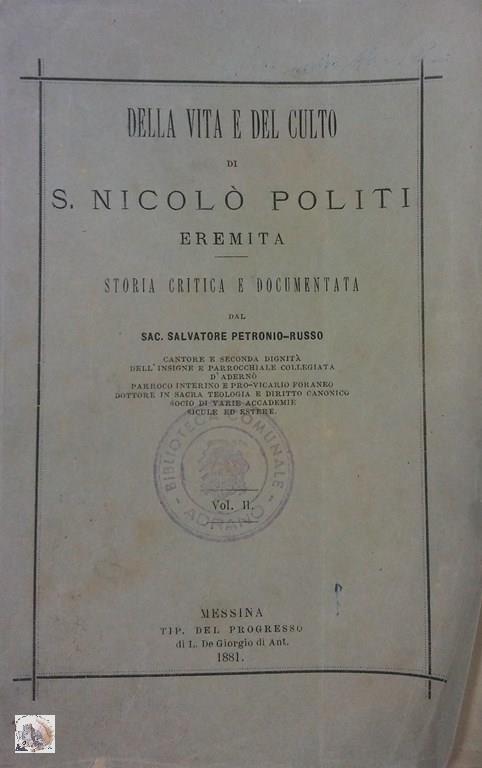 DELLA VITA E DEL CULTO
DI
S. NICOLÒ POLITI
EREMITA
STORIA CRITICA E DOCUMENTATA
DAL
SAC. SALVATORE PETRONIO-RUSSO
CANTORE E SECONDA DIGNITÀ
DELL'INSIGNE E PARROCCHIALE COLLEGIATA
D'ADERNÒ
PARROCO INTERINO E PRO-VICARIO FORANEO
DOTTORE IN SACRA TEOLOGIA E DIRITTO CANONICO
SOCIO DI VARIE ACCADEMIE
SICULE ED ESTERE.
BIBLIOTECA COMUNALE
- ADRANO -
Vol. II.
MESSINA
TIP. DEL PROGRESSO
di L. De Giorgio di Ant.
1881.